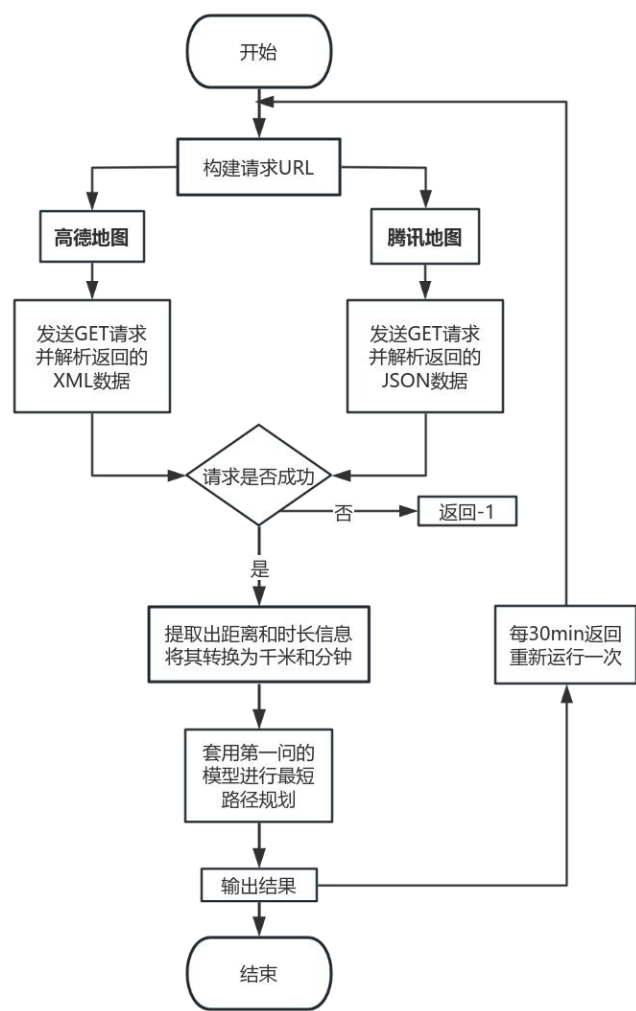 开始
构建请求URL
高德地图
腾讯地图
发送GET请求
并解析返回的
XML数据
发送GET请求
并解析返回的
JSON数据
请求是否成功
否
返回-1
是
提取出距离和时长信息
将其转换为千米和分钟
每30min返回
重新运行一次
套用第一问的
模型进行最短
路径规划
输出结果
结束